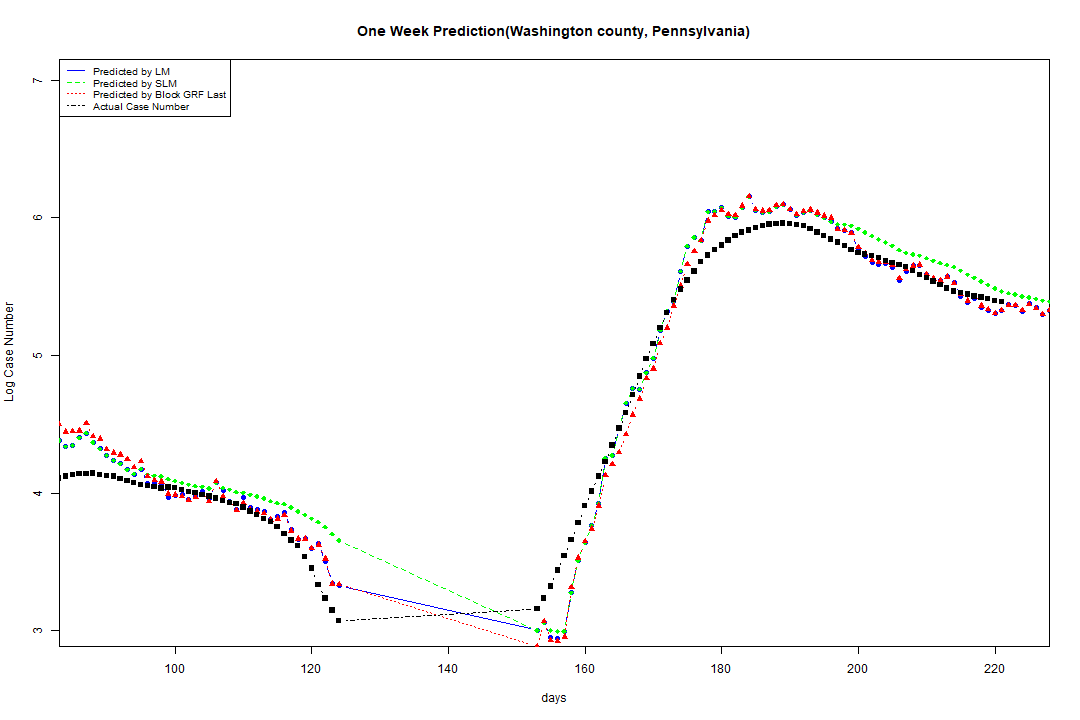 One Week Prediction(Washington county, Pennsylvania)
Predicted by LM
Predicted by SLM
Predicted by Block GRF Last
Actual Case Number
Log Case Number
7
6
5
4
3
100 120 140 160 180 200 220
days